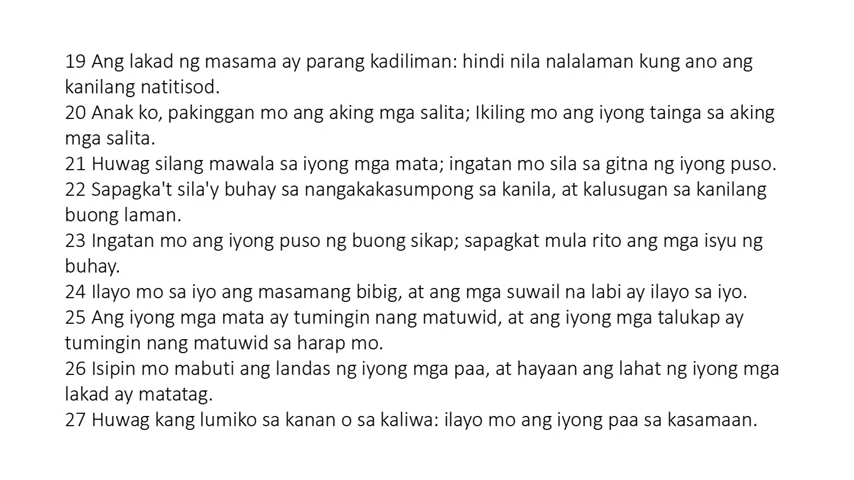 19 Ang lakad ng masama ay parang kadiliman: hindi nila nalalaman kung ano ang
kanilang natitisod.
20 Anak ko, pakinggan mo ang aking mga salita; Ikiling mo ang iyong tainga sa aking
mga salita.
21 Huwag silang mawala sa iyong mga mata; ingatan mo sila sa gitna ng iyong puso.
22 Sapagka't sila'y buhay sa nangakakasumpong sa kanila, at kalusugan sa kanilang
buong laman.
23 Ingatan mo ang iyong puso ng buong sikap; sapagkat mula rito ang mga isyu ng
buhay.
24 Ilayo mo sa iyo ang masamang bibig, at ang mga suwail na labi ay ilayo sa iyo.
25 Ang iyong mga mata ay tumingin nang matuwid, at ang iyong mga talukap ay
tumingin nang matuwid sa harap mo.
26 Isipin mo mabuti ang landas ng iyong mga paa, at hayaan ang lahat ng iyong mga
lakad ay matatag.
27 Huwag kang lumiko sa kanan o sa kaliwa: ilayo mo ang iyong paa sa kasamaan.